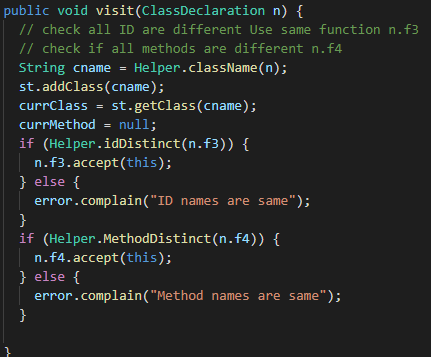 public void visit(ClassDeclaration n) {
// check all ID are different Use same function n.f3
// check if all methods are different n.f4
String cname = Helper.className(n);
st.addClass(cname);
currClass = st.getClass(cname);
currMethod = null;
if (Helper.idDistinct(n.f3)) {
n.f3.accept(this);
} else {
error.complain("ID names are same");
}
if (Helper.MethodDistinct(n.f4)) {
n.f4.accept(this);
} else {
error.complain("Method names are same");
}
}